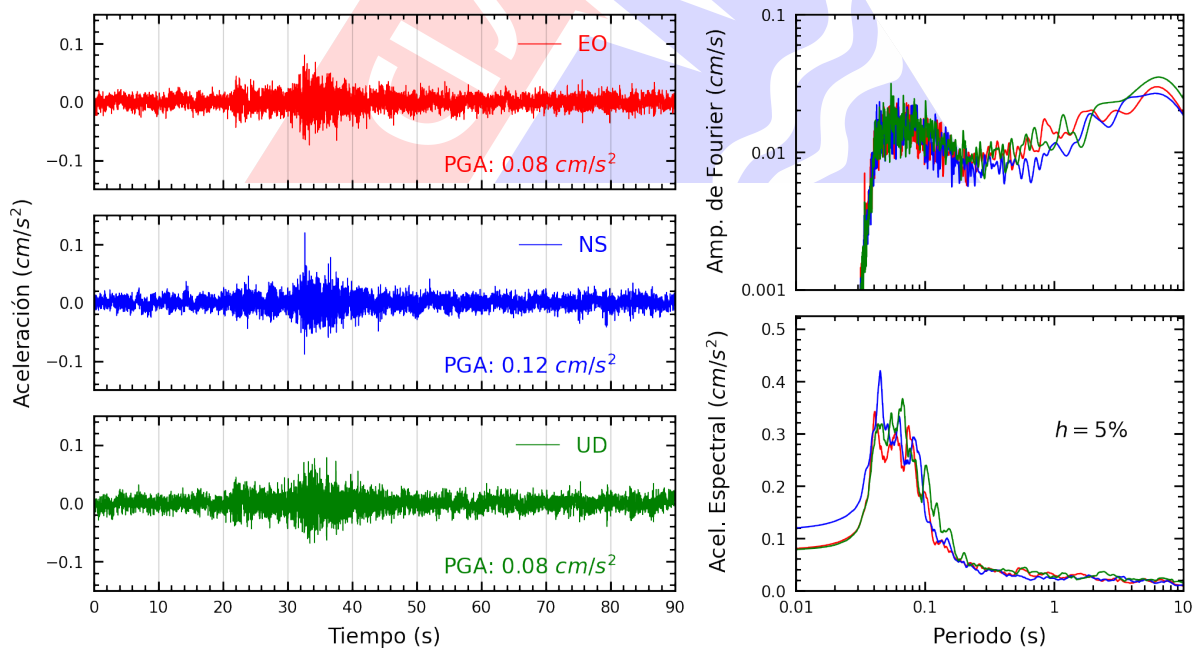 Aceleración (cm/s²)
0.1
0.0
−0.1
EO
PGA: 0.08 cm/s²
0.1
0.0
−0.1
NS
PGA: 0.12 cm/s²
0.1
0.0
−0.1
UD
PGA: 0.08 cm/s²
0 10 20 30 40 50 60 70 80 90
Tiempo (s)
Amp. de Fourier (cm/s)
0.1
0.01
0.001
Acel. Espectral (cm/s²)
0.5
0.4
0.3
0.2
0.1
0.0
h = 5%
0.01 0.1 1 10
Periodo (s)